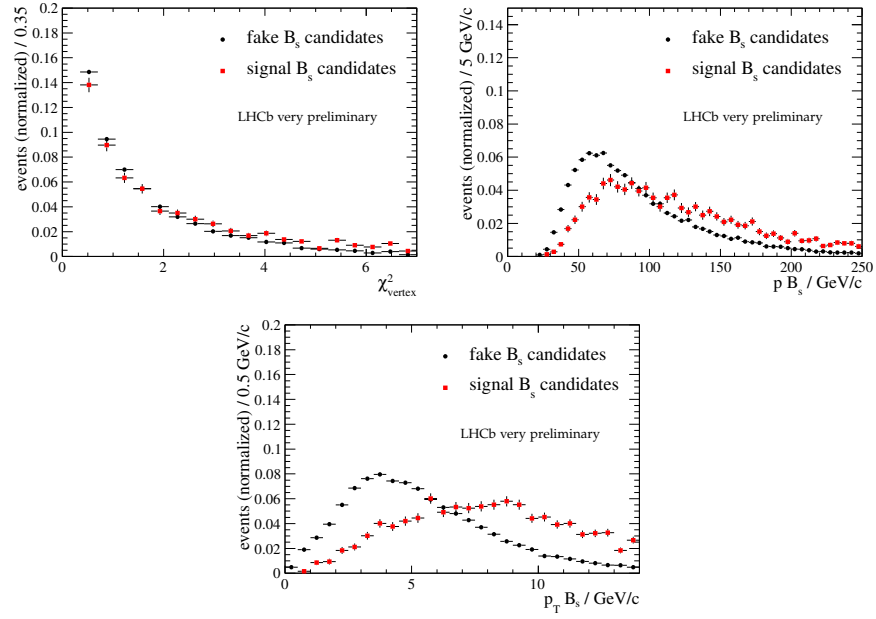 events (normalized) / 0.35
0.2
0.18
0.16
0.14
0.12
0.1
0.08
0.06
0.04
0.02
0
fake B_s candidates
signal B_s candidates
LHCb very preliminary
0 2 4 6
χ²_vertex
events (normalized) / 5 GeV/c
0.14
0.12
0.1
0.08
0.06
0.04
0.02
0
fake B_s candidates
signal B_s candidates
LHCb very preliminary
0 50 100 150 200 250
p B_s / GeV/c
events (normalized) / 0.5 GeV/c
0.2
0.18
0.16
0.14
0.12
0.1
0.08
0.06
0.04
0.02
0
fake B_s candidates
signal B_s candidates
LHCb very preliminary
0 5 10
p_T B_s / GeV/c